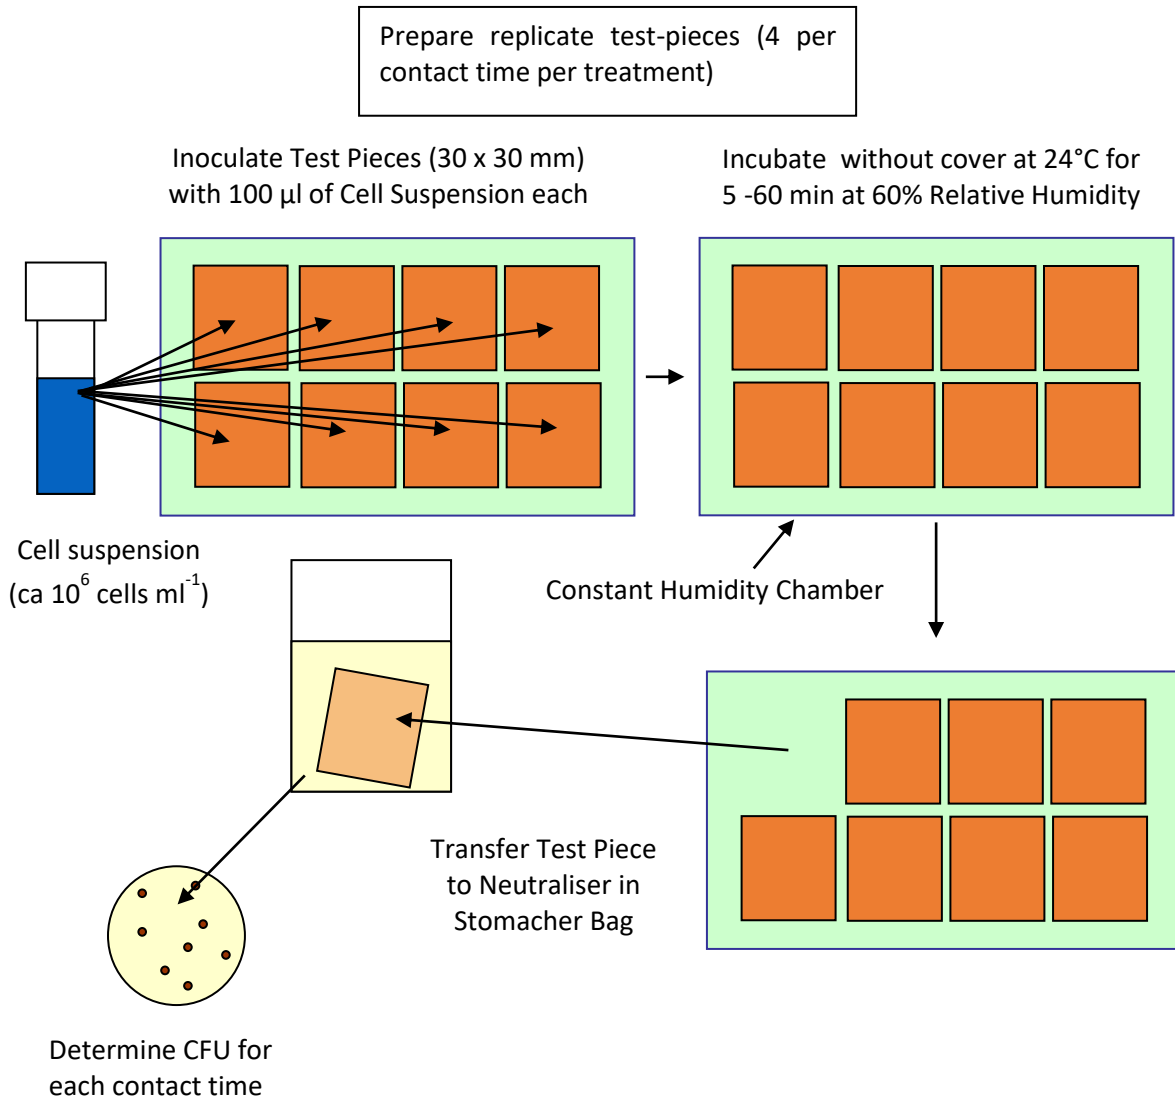 Prepare replicate test-pieces (4 per
contact time per treatment)
Inoculate Test Pieces (30 x 30 mm)
with 100 µl of Cell Suspension each
Incubate without cover at 24°C for
5 -60 min at 60% Relative Humidity
Cell suspension
(ca 10⁶ cells ml⁻¹)
Constant Humidity Chamber
Transfer Test Piece
to Neutraliser in
Stomacher Bag
Determine CFU for
each contact time